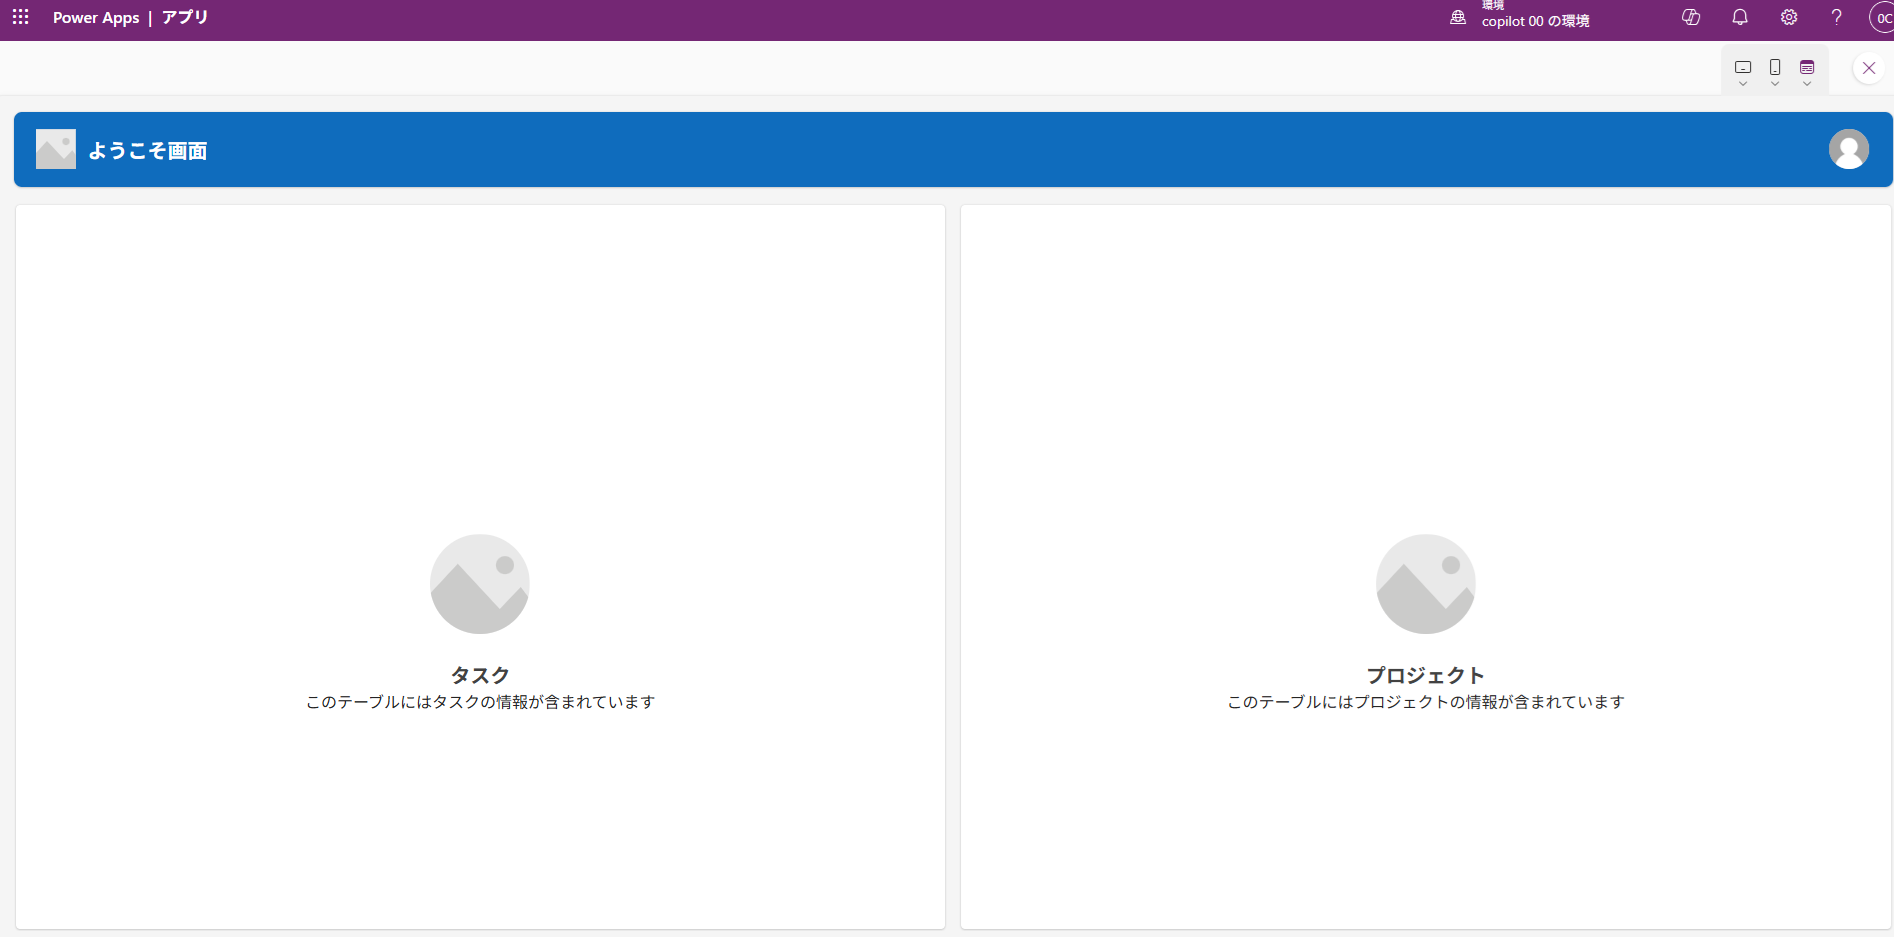 Power Apps | アプリ
環境
copilot 00 の環境
0C
ようこそ画面
タスク
このテーブルにはタスクの情報が含まれています
プロジェクト
このテーブルにはプロジェクトの情報が含まれています